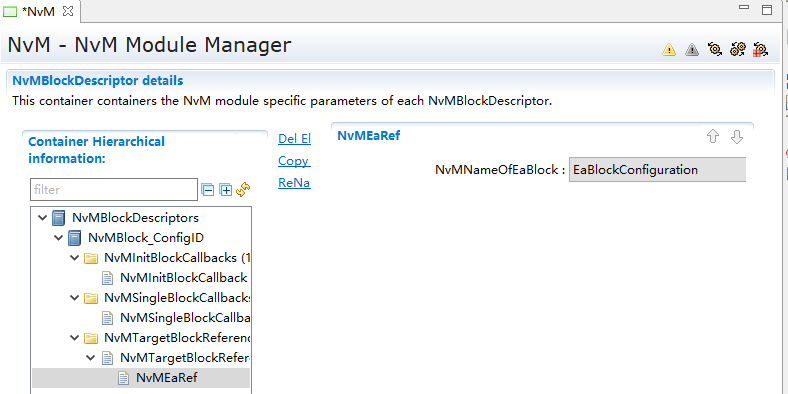 *NvM
NvM - NvM Module Manager
NvMBlockDescriptor details
This container containers the NvM module specific parameters of each NvMBlockDescriptor.
Container Hierarchical
information:
filter
NvMBlockDescriptors
NvMBlock_ConfigID
NvMInitBlockCallbacks (1
NvMInitBlockCallback
NvMSingleBlockCallbacks
NvMSingleBlockCallba
NvMTargetBlockReferenc
NvMTargetBlockRefer
NvMEaRef
Del El
Copy
ReNa
NvMEaRef
NvMNameOfEaBlock : EaBlockConfiguration